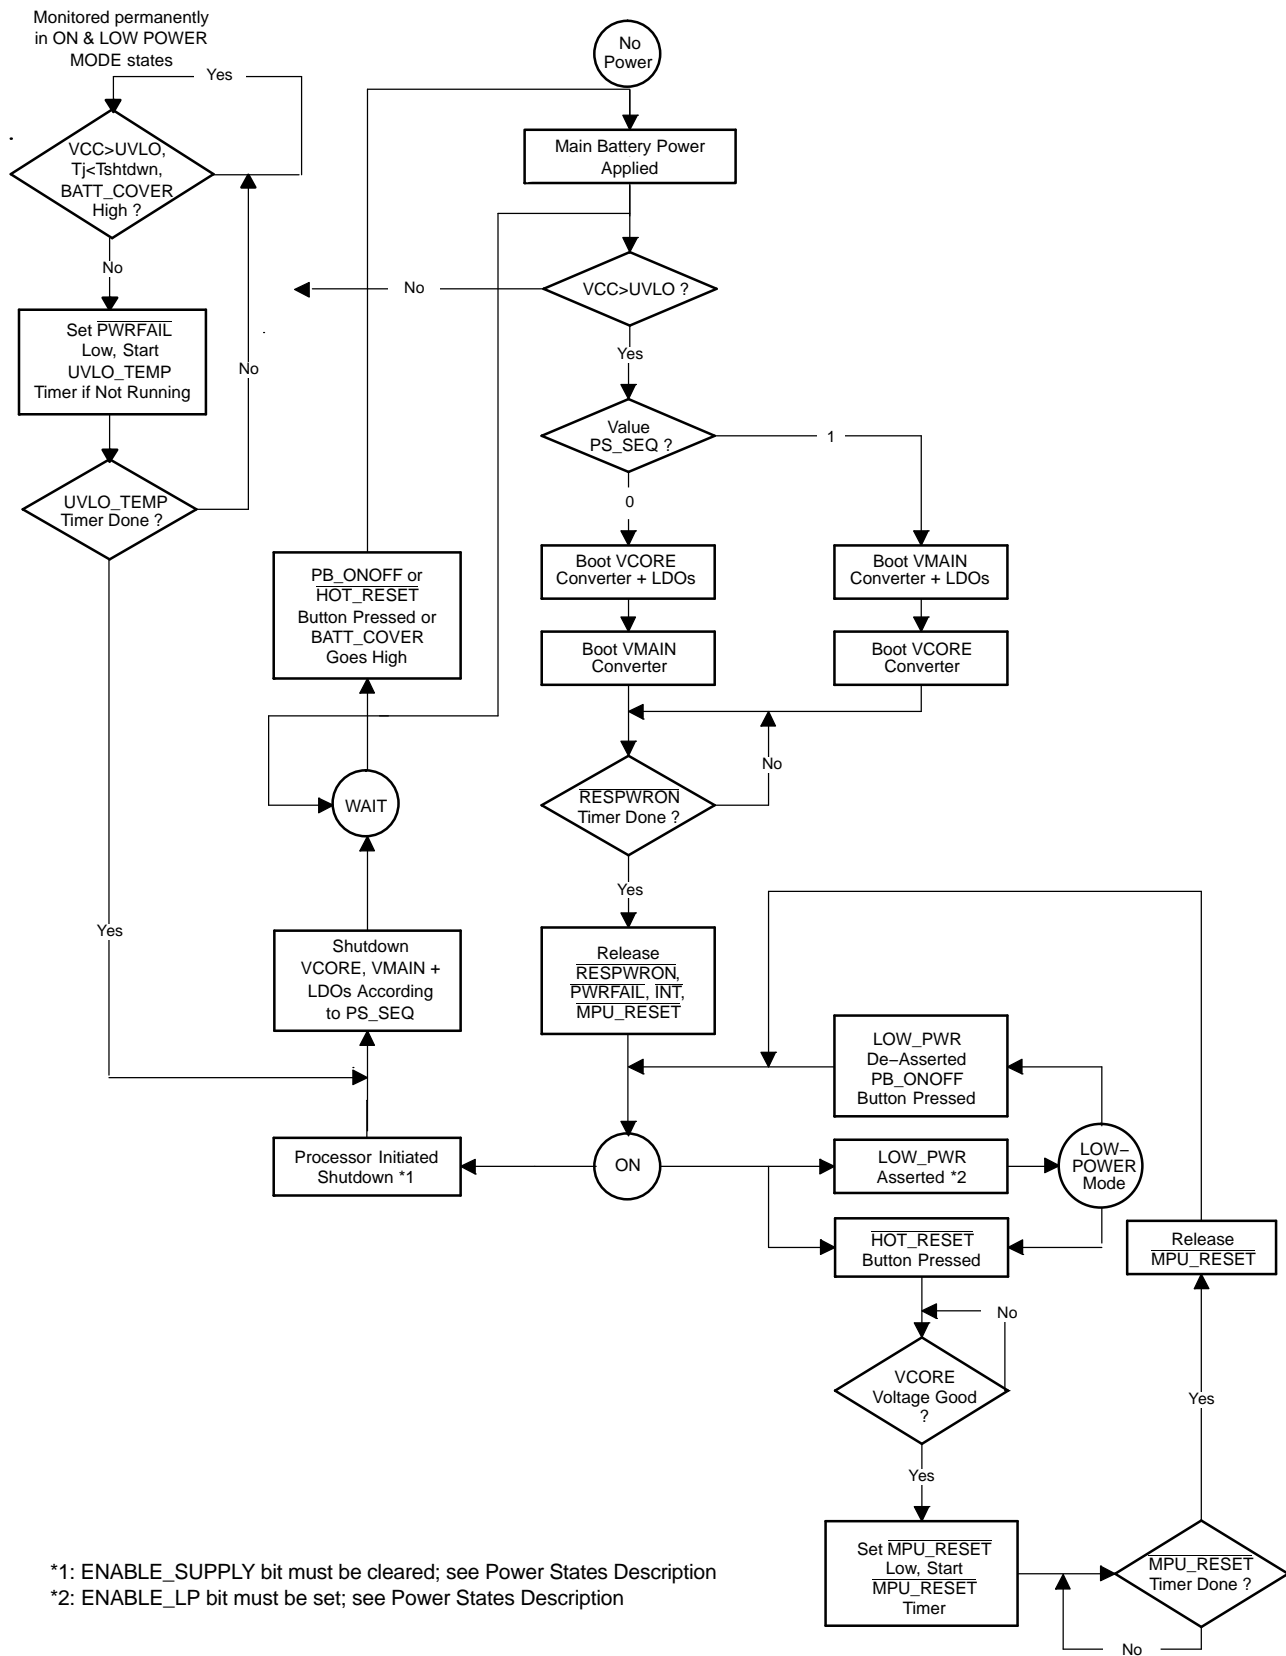 Monitored permanently
in ON & LOW POWER
MODE states
Yes
VCC>UVLO,
Tj<Tshtdwn,
BATT_COVER
High ?
No
Set PWRFAIL
Low, Start
UVLO_TEMP
Timer if Not Running
No
UVLO_TEMP
Timer Done ?
Yes
No
Power
Main Battery Power
Applied
VCC>UVLO ?
No
Yes
Value
PS_SEQ ?
1
0
Boot VCORE
Converter + LDOs
Boot VMAIN
Converter + LDOs
Boot VMAIN
Converter
Boot VCORE
Converter
PB_ONOFF or
HOT_RESET
Button Pressed or
BATT_COVER
Goes High
WAIT
No
RESPWRON
Timer Done ?
Yes
Shutdown
VCORE, VMAIN +
LDOs According
to PS_SEQ
Release
RESPWRON,
PWRFAIL, INT,
MPU_RESET
LOW_PWR
De–Asserted
PB_ONOFF
Button Pressed
Processor Initiated
Shutdown *1
ON
LOW_PWR
Asserted *2
LOW–
POWER
Mode
HOT_RESET
Button Pressed
Release
MPU_RESET
No
VCORE
Voltage Good
?
Yes
Yes
Set MPU_RESET
Low, Start
MPU_RESET
Timer
MPU_RESET
Timer Done ?
No
*1: ENABLE_SUPPLY bit must be cleared; see Power States Description
*2: ENABLE_LP bit must be set; see Power States Description